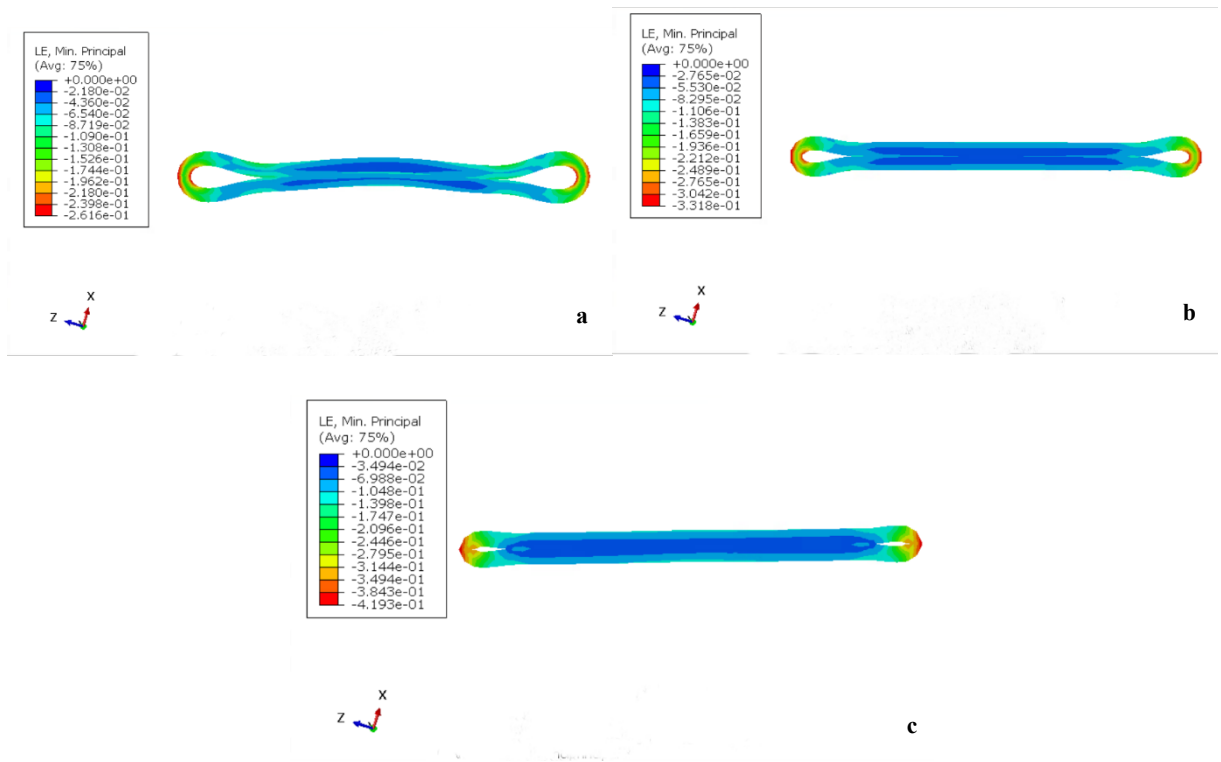 LE, Min. Principal
(Avg: 75%)
+0.000e+00
-2.180e-02
-4.360e-02
-6.540e-02
-8.719e-02
-1.090e-01
-1.308e-01
-1.526e-01
-1.744e-01
-1.962e-01
-2.180e-01
-2.398e-01
-2.616e-01
X
Z
a
LE, Min. Principal
(Avg: 75%)
+0.000e+00
-2.765e-02
-5.530e-02
-8.295e-02
-1.106e-01
-1.383e-01
-1.659e-01
-1.936e-01
-2.212e-01
-2.489e-01
-2.765e-01
-3.042e-01
-3.318e-01
X
Z
b
LE, Min. Principal
(Avg: 75%)
+0.000e+00
-3.494e-02
-6.988e-02
-1.048e-01
-1.398e-01
-1.747e-01
-2.096e-01
-2.446e-01
-2.795e-01
-3.144e-01
-3.494e-01
-3.843e-01
-4.193e-01
X
Z
c